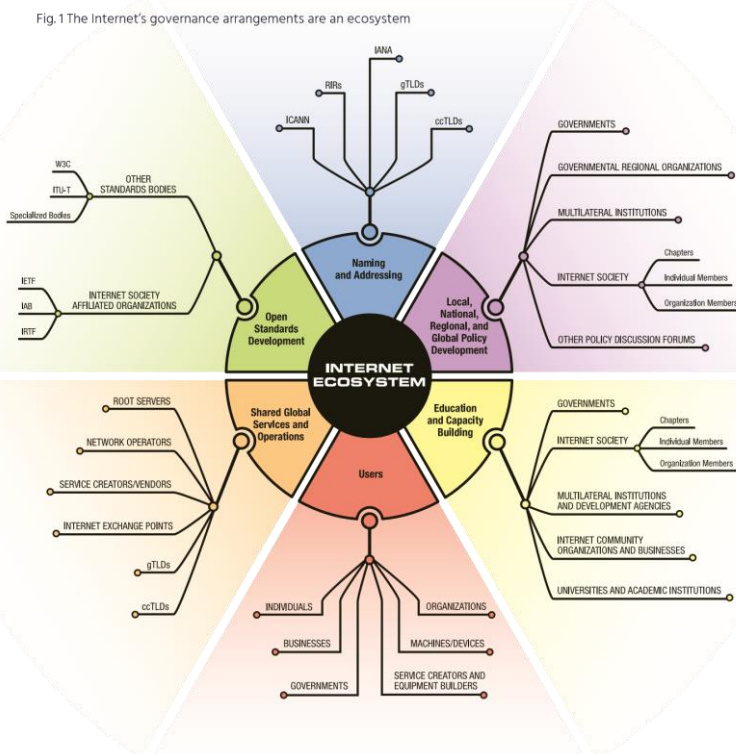 Fig. 1 The Internet's governance arrangements are an ecosystem
IANA
RIRs
gTLDs
ICANN
ccTLDs
Naming
and Addressing
W3C
ITU-T
Specialized Bodies
OTHER
STANDARDS BODIES
IETF
IAB
IRTF
INTERNET SOCIETY
AFFILIATED ORGANIZATIONS
Open
Standards
Development
GOVERNMENTS
GOVERNMENTAL REGIONAL ORGANIZATIONS
MULTILATERAL INSTITUTIONS
INTERNET SOCIETY
Chapters
Individual Members
Organization Members
OTHER POLICY DISCUSSION FORUMS
Local,
National,
Regional, and
Global Policy
Development
INTERNET
ECOSYSTEM
Shared Global
Services and
Operations
ROOT SERVERS
NETWORK OPERATORS
SERVICE CREATORS/VENDORS
INTERNET EXCHANGE POINTS
gTLDs
ccTLDs
Users
INDIVIDUALS
BUSINESSES
GOVERNMENTS
ORGANIZATIONS
MACHINES/DEVICES
SERVICE CREATORS AND
EQUIPMENT BUILDERS
Education
and Capacity
Building
GOVERNMENTS
INTERNET SOCIETY
Chapters
Individual Members
Organization Members
MULTILATERAL INSTITUTIONS
AND DEVELOPMENT AGENCIES
INTERNET COMMUNITY
ORGANIZATIONS AND BUSINESSES
UNIVERSITIES AND ACADEMIC INSTITUTIONS